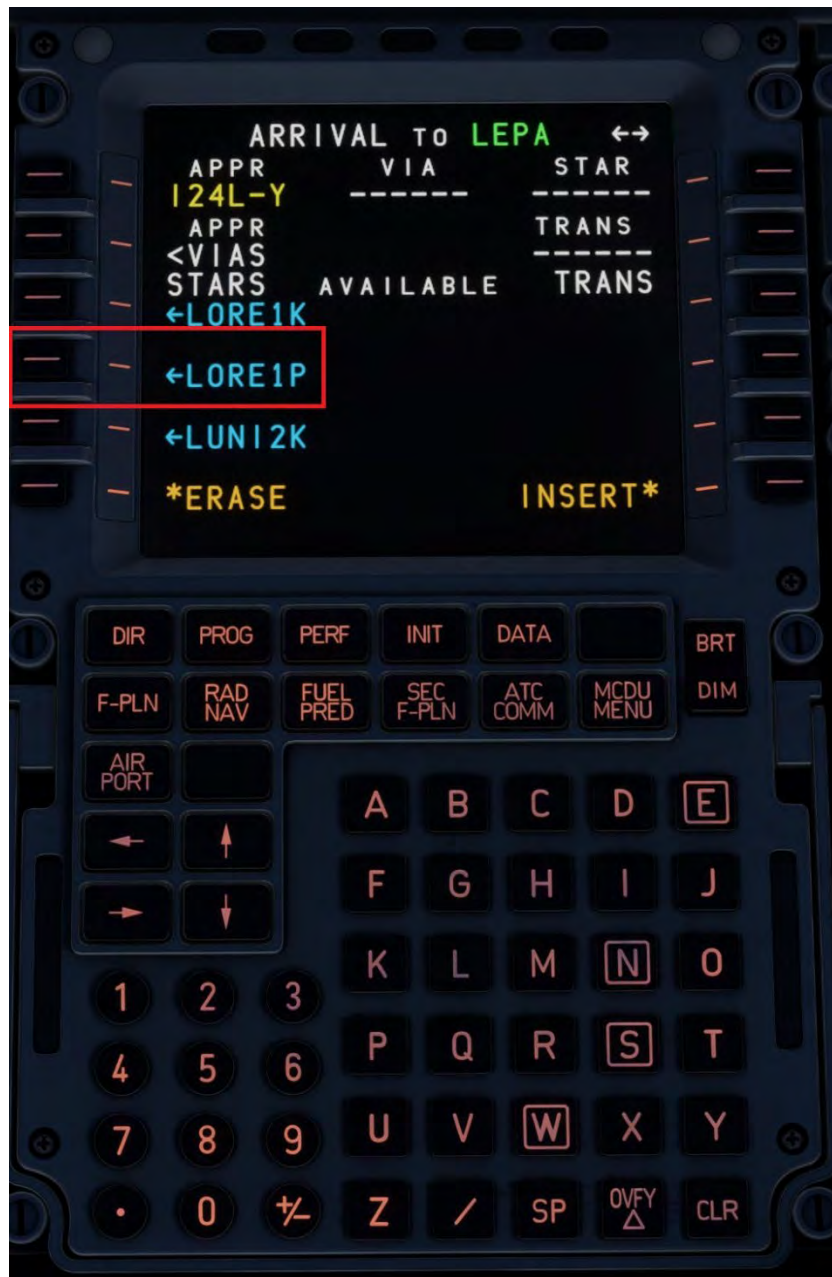 ARRIVAL TO LEPA ←→
APPR VIA STAR
I24L-Y ------ ------
APPR TRANS
<VIAS ------
STARS AVAILABLE TRANS
←LORE1K
←LORE1P
←LUNI2K
*ERASE INSERT*
DIR PROG PERF INIT DATA BRT
F-PLN RAD NAV FUEL PRED SEC F-PLN ATC COMM MCDU MENU DIM
AIR PORT
A B C D E
← ↑
F G H I J
→ ↓
K L M N O
1 2 3
P Q R S T
4 5 6
U V W X Y
7 8 9
. 0 +/- Z / SP OVFY △ CLR